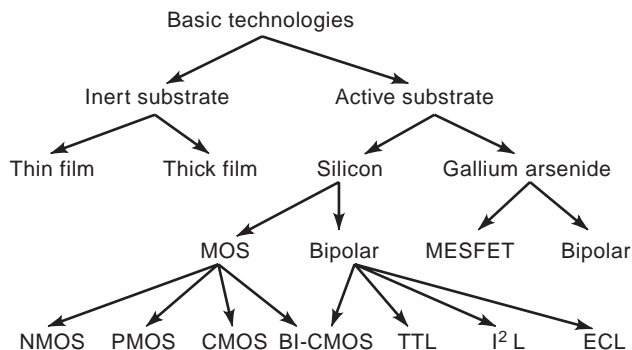 Basic technologies
Inert substrate Active substrate
Thin film Thick film Silicon Gallium arsenide
MOS Bipolar MESFET Bipolar
NMOS PMOS CMOS BI-CMOS TTL I² L ECL